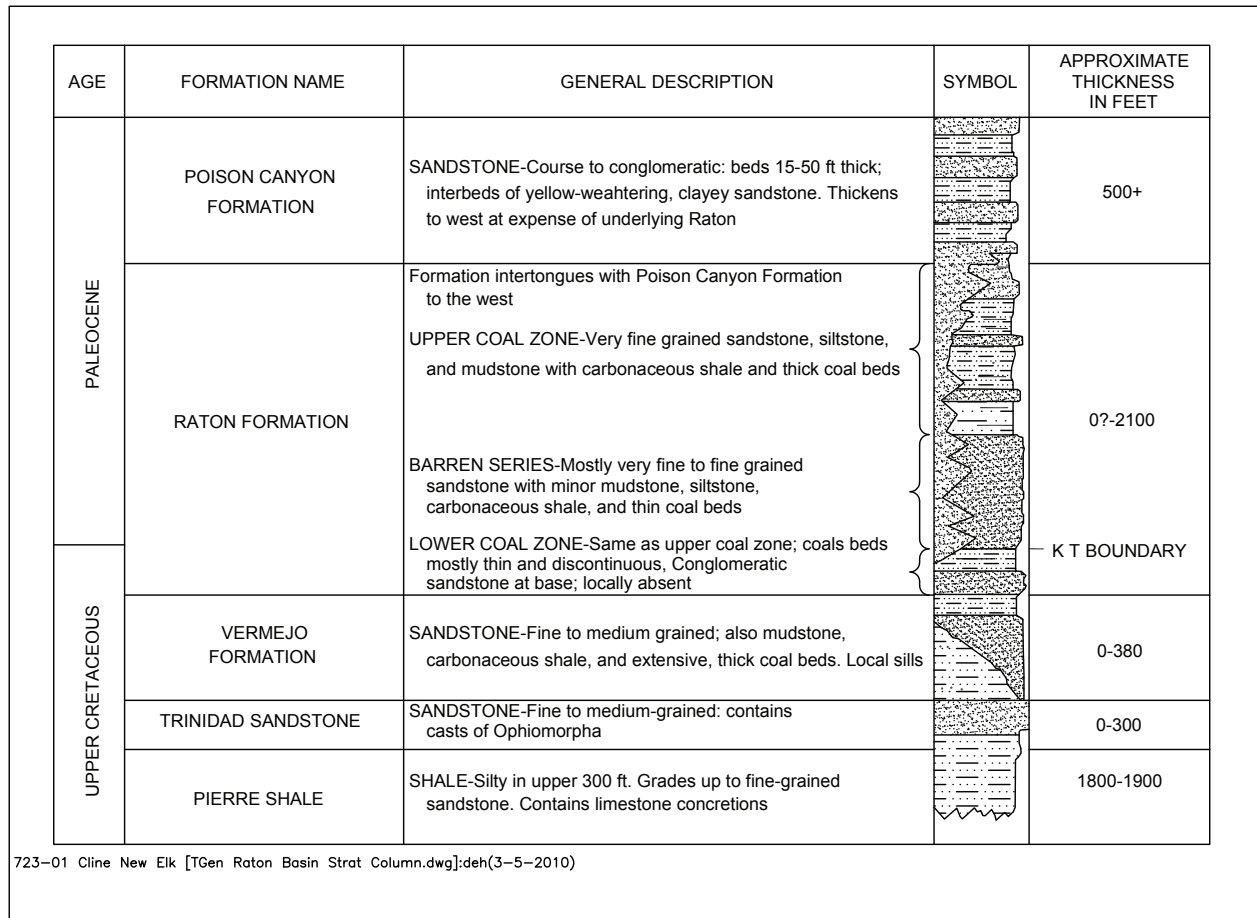 AGE
FORMATION NAME
GENERAL DESCRIPTION
SYMBOL
APPROXIMATE
THICKNESS
IN FEET
PALEOCENE
POISON CANYON
FORMATION
SANDSTONE-Course to conglomeratic: beds 15-50 ft thick;
interbeds of yellow-weahtering, clayey sandstone. Thickens
to west at expense of underlying Raton
500+
RATON FORMATION
Formation intertongues with Poison Canyon Formation
to the west
UPPER COAL ZONE-Very fine grained sandstone, siltstone,
and mudstone with carbonaceous shale and thick coal beds
BARREN SERIES-Mostly very fine to fine grained
sandstone with minor mudstone, siltstone,
carbonaceous shale, and thin coal beds
LOWER COAL ZONE-Same as upper coal zone; coals beds
mostly thin and discontinuous, Conglomeratic
sandstone at base; locally absent
0?-2100
K T BOUNDARY
UPPER CRETACEOUS
VERMEJO
FORMATION
SANDSTONE-Fine to medium grained; also mudstone,
carbonaceous shale, and extensive, thick coal beds. Local sills
0-380
TRINIDAD SANDSTONE
SANDSTONE-Fine to medium-grained: contains
casts of Ophiomorpha
0-300
PIERRE SHALE
SHALE-Silty in upper 300 ft. Grades up to fine-grained
sandstone. Contains limestone concretions
1800-1900
723-01 Cline New Elk [TGen Raton Basin Strat Column.dwg]:deh(3-5-2010)